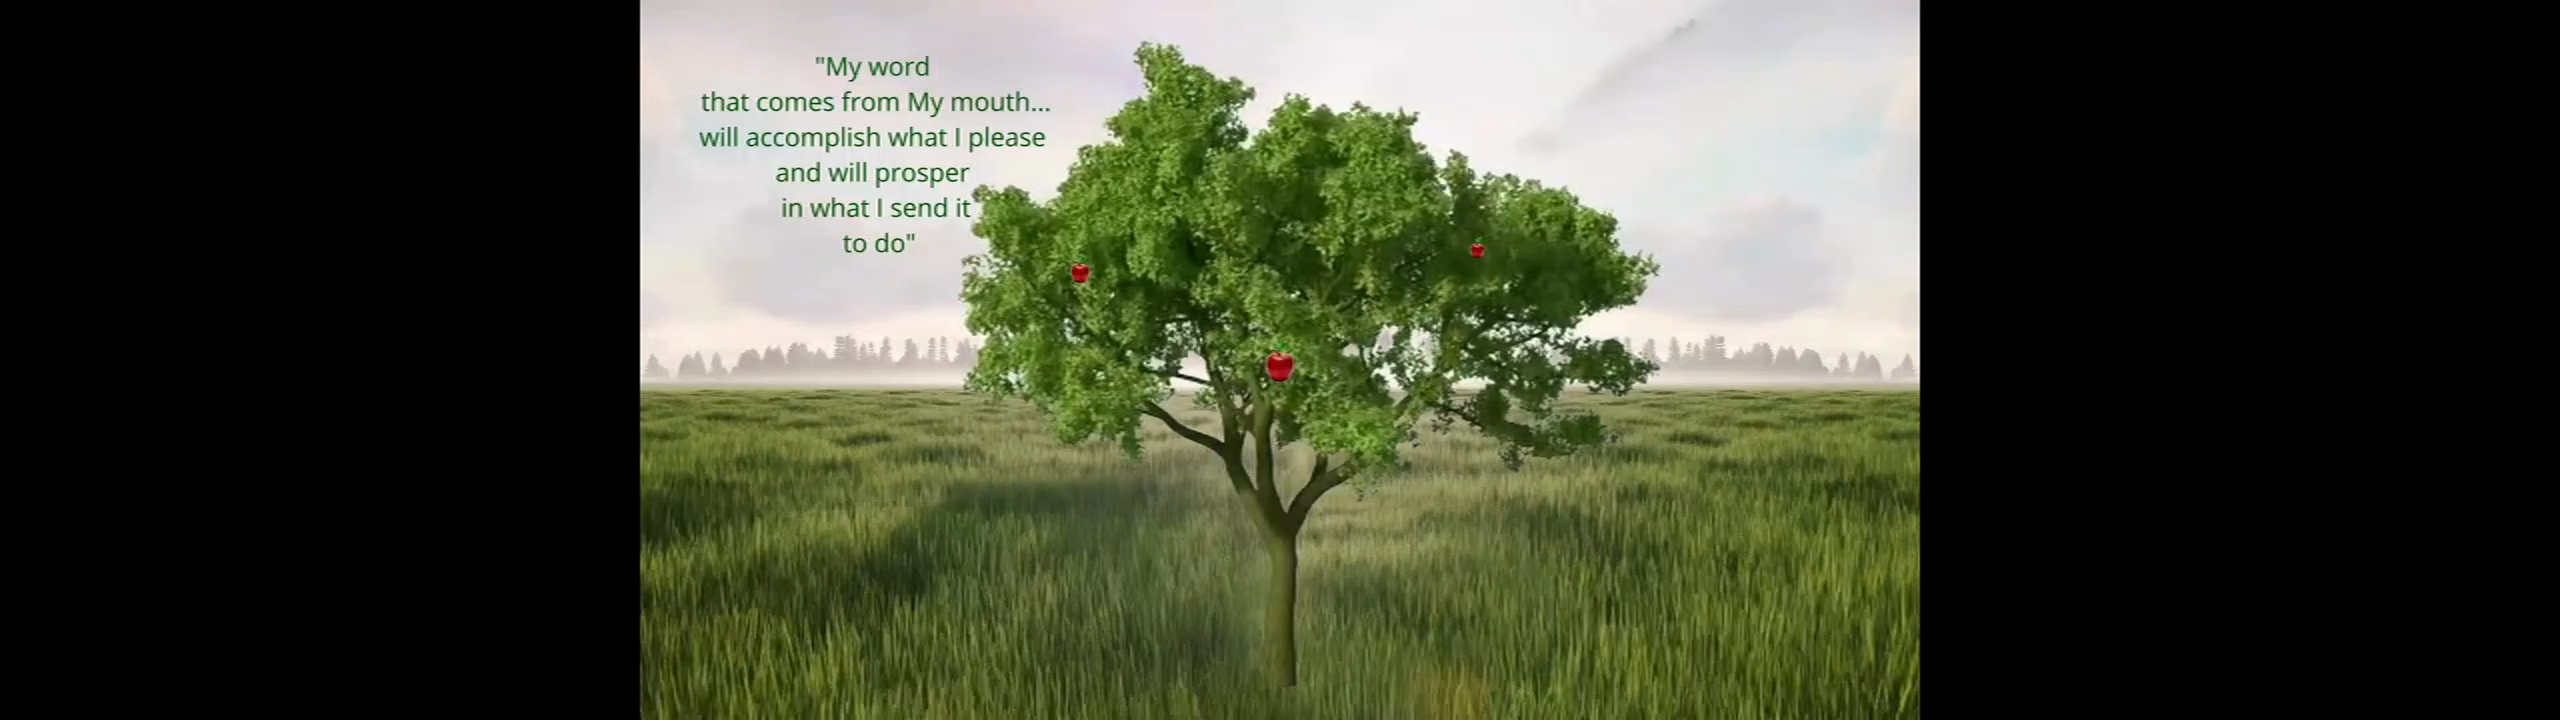 "My word
that comes from My mouth...
will accomplish what I please
and will prosper
in what I send it
to do"